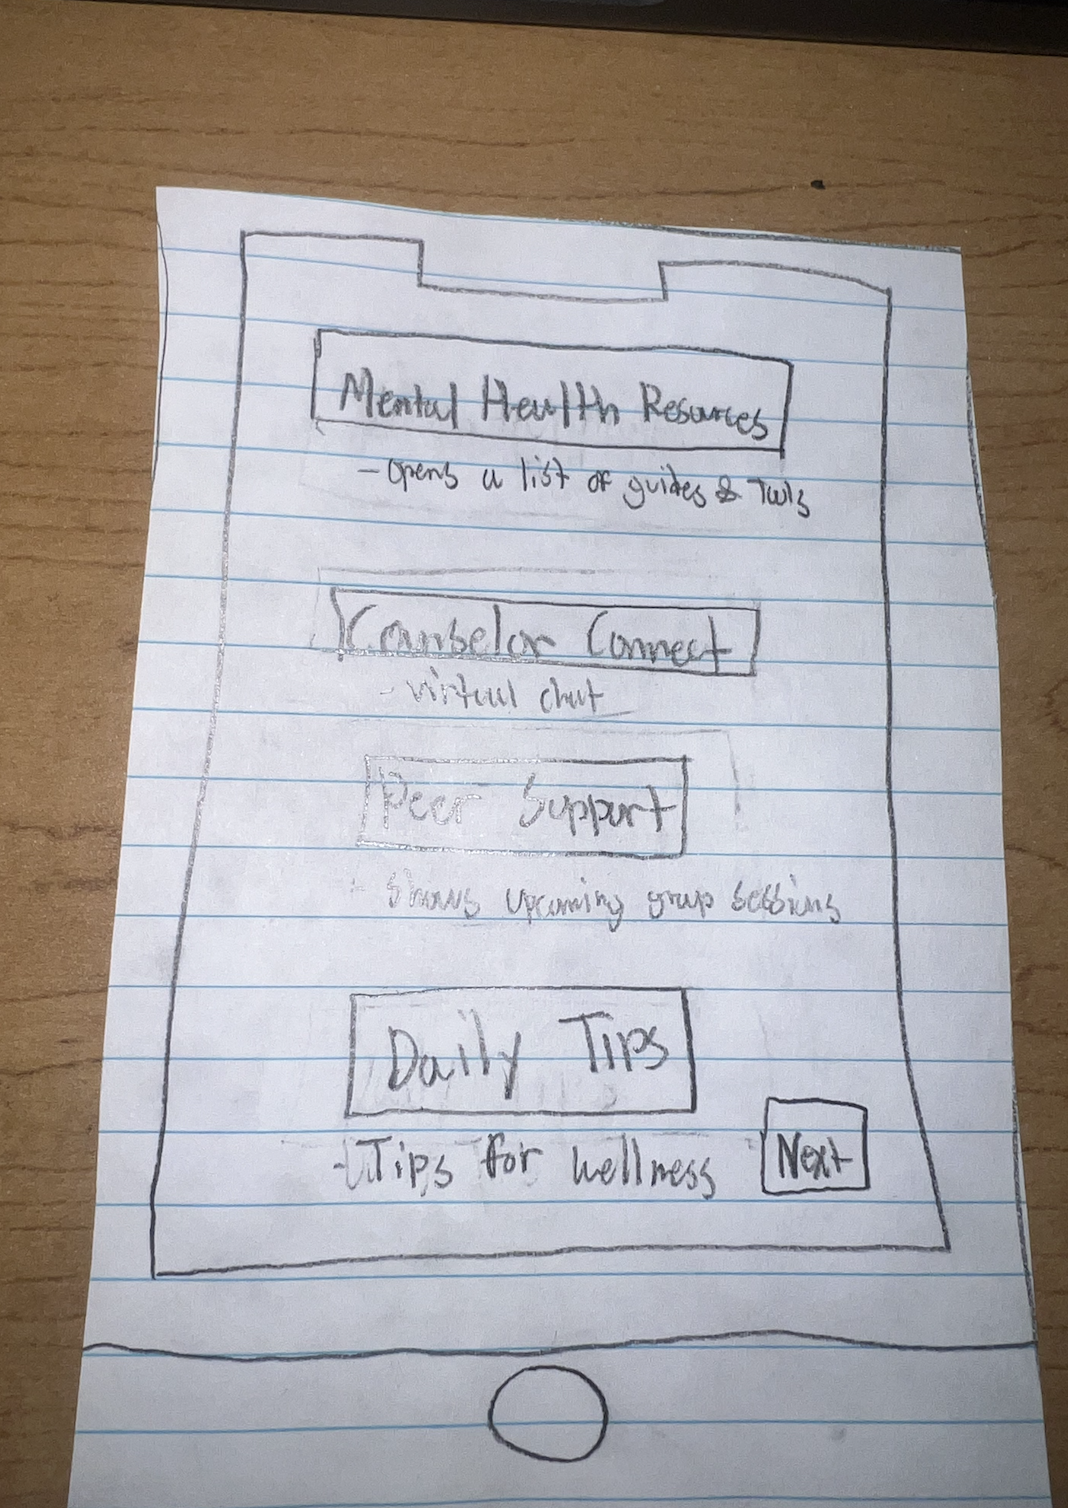 Mental Health Resources
- opens a list of guides & Tools
Counselor Connect
- virtual chat
Peer Support
- shows upcoming group sessions
Daily Tips
- Tips for wellness
Next